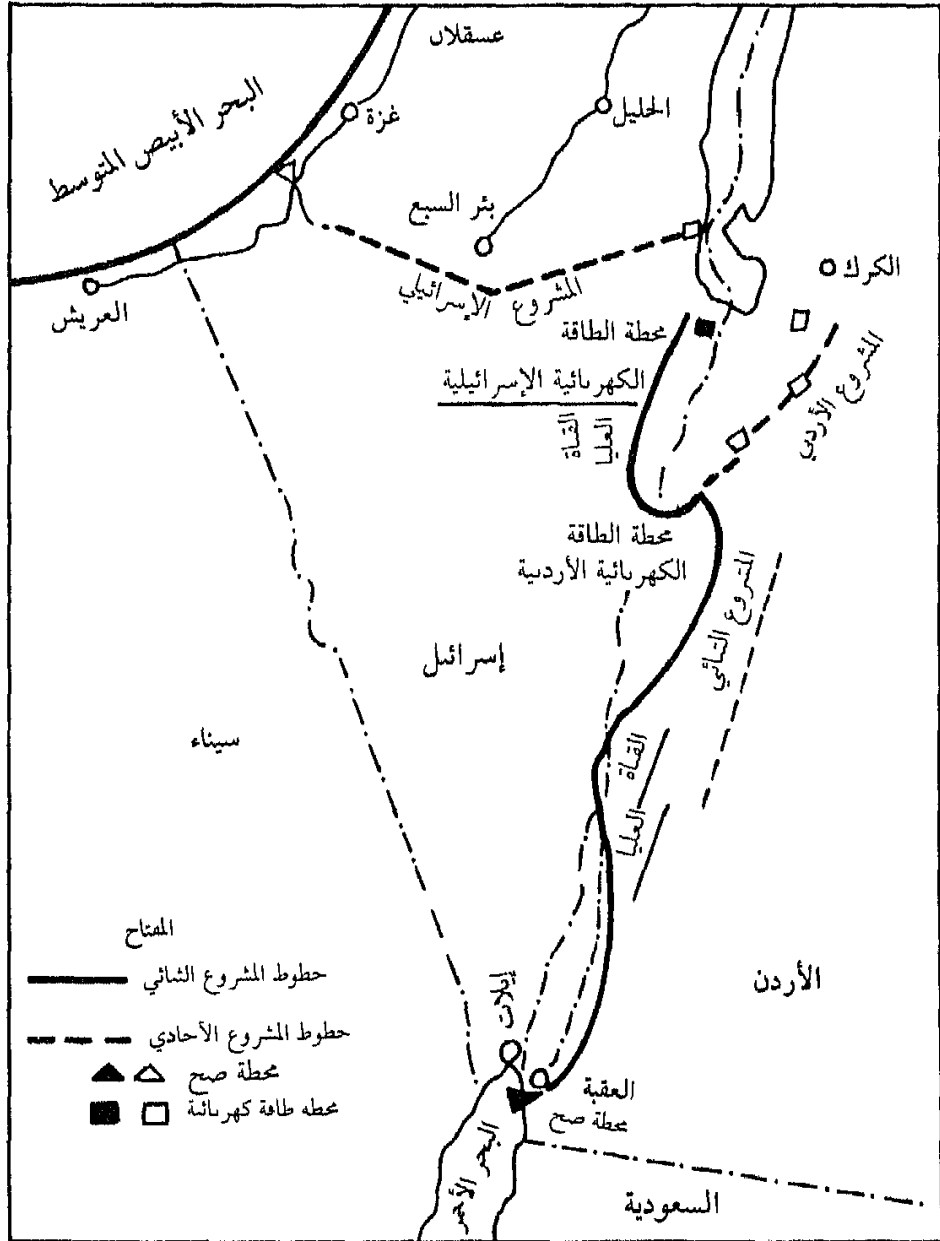 عسقلان
البحر الأبيض المتوسط
غزة
الخليل
بئر السبع
العريش
الكرك
المشروع الإسرائيلي
محطة الطاقة
الكهربائية الإسرائيلية
القناة
العليا
المشروع الأردني
محطة الطاقة
الكهربائية الأردنية
المشروع الثنائي
إسرائيل
سيناء
القناة
العليا
المفتاح
خطوط المشروع الثنائي
خطوط المشروع الأحادي
محطة ضخ
محطة طاقة كهربائية
إيلات
الأردن
العقبة
محطة ضخ
البحر الأحمر
السعودية